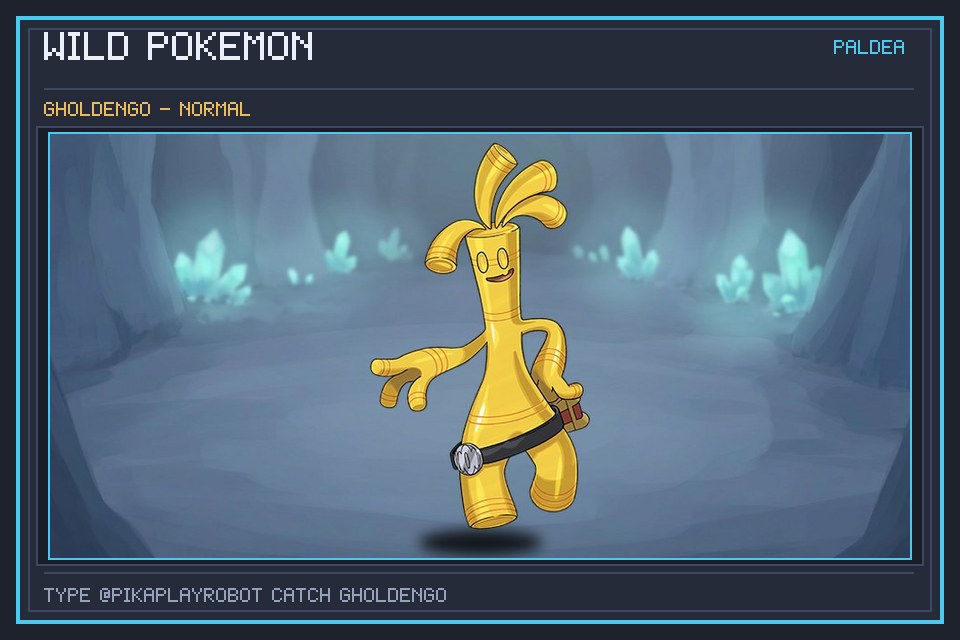 WILD POKEMON
PALDEA
GHOLDENGO - NORMAL
TYPE @PIKAPLAYROBOT CATCH GHOLDENGO